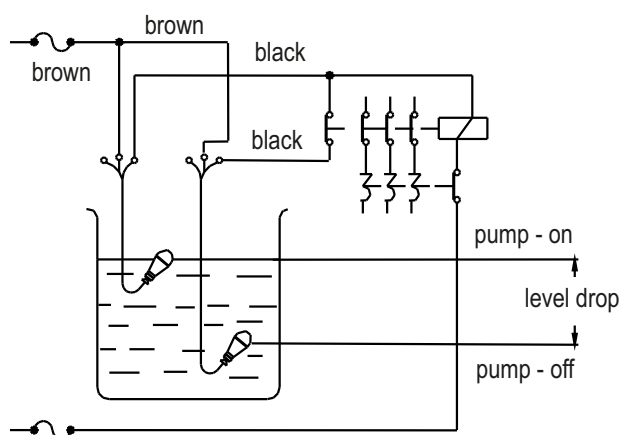 brown
brown
black
black
pump - on
level drop
pump - off